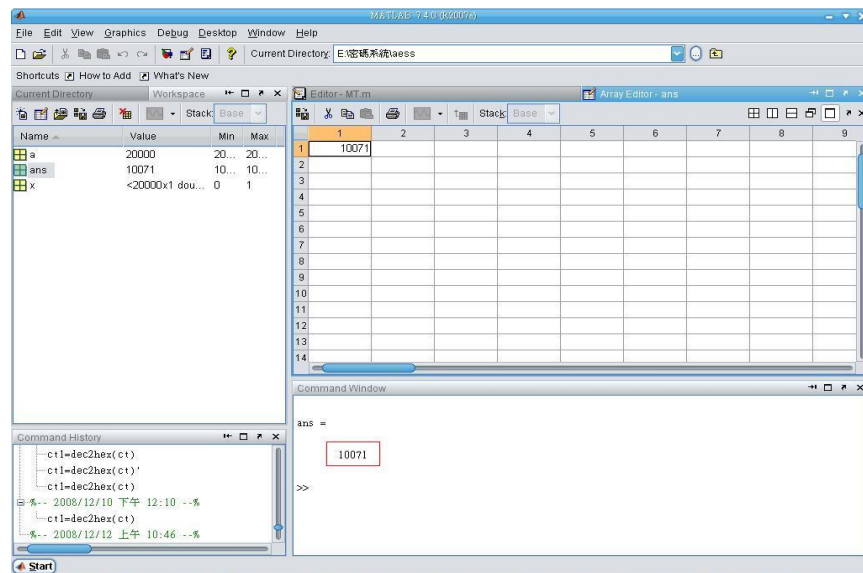 MATLAB 7.4.0 (R2007a)
File Edit View Graphics Debug Desktop Window Help
Current Directory: E:\密碼系統\aess
Shortcuts How to Add What's New
Current Directory Workspace
Stack: Base
Name Value Min Max
a 20000 20... 20...
ans 10071 10... 10...
x <20000x1 dou... 0 1
Editor - MT.m
Array Editor - ans
Stack: Base
1 2 3 4 5 6 7 8 9
1 10071
2
3
4
5
6
7
8
9
10
11
12
13
14
Command History
ct1=dec2hex(ct)
ct1=dec2hex(ct)'
ct1=dec2hex(ct)
%-- 2008/12/10 下午 12:10 --%
ct1=dec2hex(ct)
%-- 2008/12/12 上午 10:46 --%
Command Window
ans =
10071
>>
Start